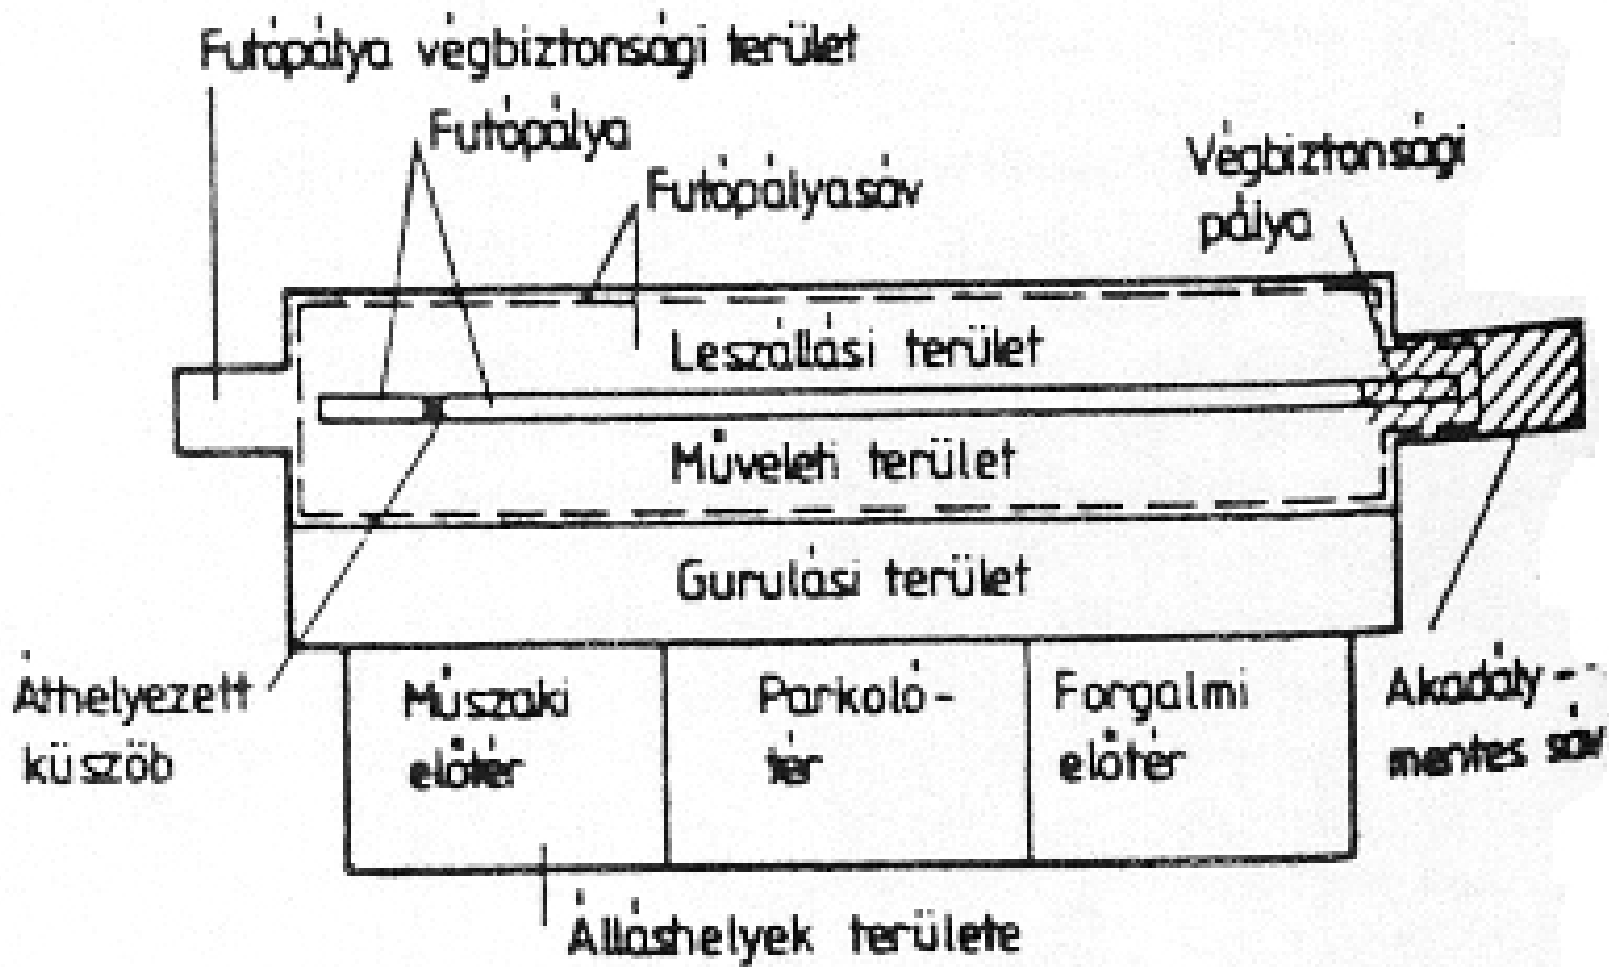 Futópálya végbiztonsági terület
Futópálya
Futópályasáv
Végbiztonsági
pálya
Leszállási terület
Műveleti terület
Gurulási terület
Áthelyezett
küszöb
Műszaki
előtér
Parkoló-
tér
Forgalmi
előtér
Akadály-
mentes sáv
Álláshelyek területe